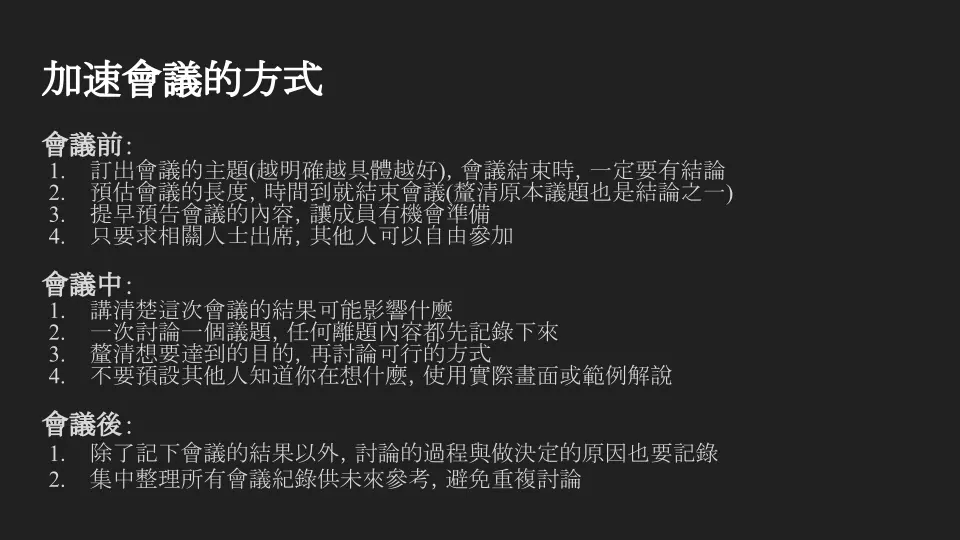 加速會議的方式
會議前:
1. 訂出會議的主題(越明確越具體越好), 會議結束時, 一定要有結論
2. 預估會議的長度, 時間到就結束會議(釐清原本議題也是結論之一)
3. 提早預告會議的內容, 讓成員有機會準備
4. 只要求相關人士出席, 其他人可以自由參加
會議中:
1. 講清楚這次會議的結果可能影響什麼
2. 一次討論一個議題, 任何離題內容都先記錄下來
3. 釐清想要達到的目的, 再討論可行的方式
4. 不要預設其他人知道你在想什麼, 使用實際畫面或範例解說
會議後:
1. 除了記下會議的結果以外, 討論的過程與做決定的原因也要記錄
2. 集中整理所有會議紀錄供未來參考, 避免重複討論